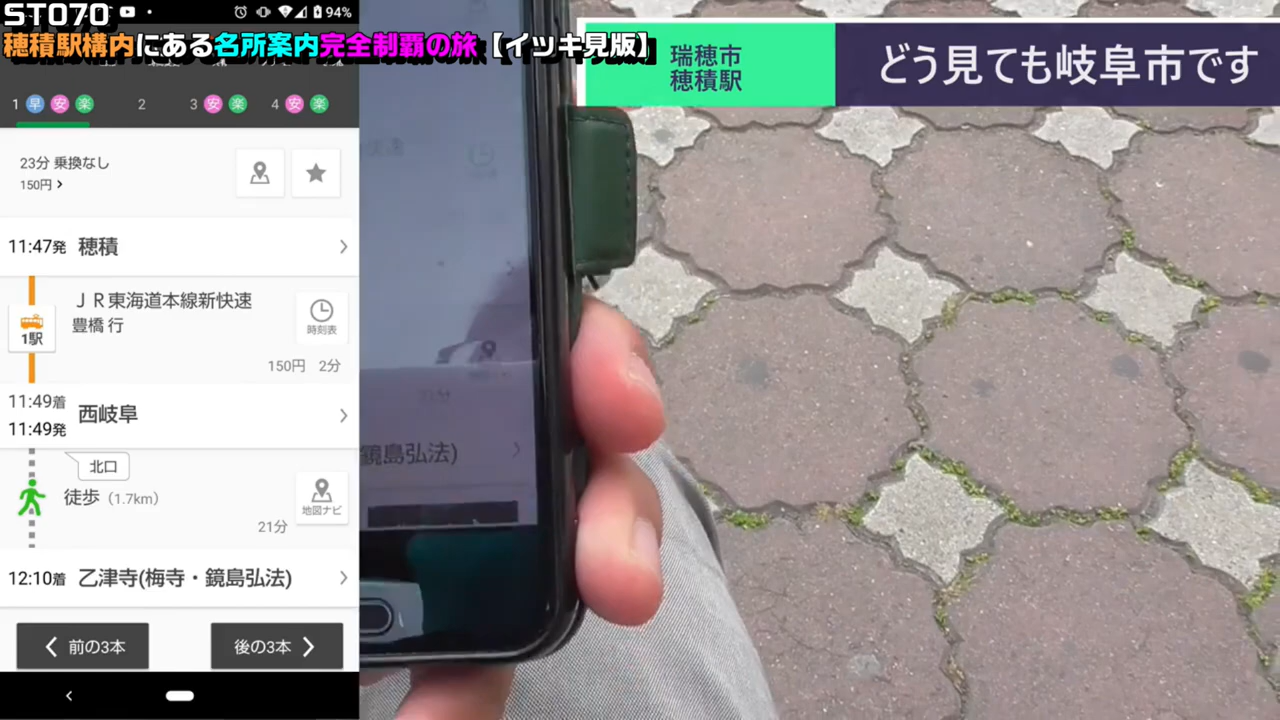 ST070
94%
穂積駅構内にある名所案内完全制覇の旅【イツキ見版】
瑞穂市
穂積駅
どう見ても岐阜市です
1 早 安 楽 2 3 安 楽 4 安 楽
23分 乗換なし
150円
11:47発 穂積
JR東海道本線新快速
豊橋 行
1駅
時刻表
150円 2分
11:49着
11:49発
西岐阜
北口
徒歩 (1.7km)
地図ナビ
21分
12:10着 乙津寺(梅寺・鏡島弘法)
鏡島弘法)
前の3本
後の3本